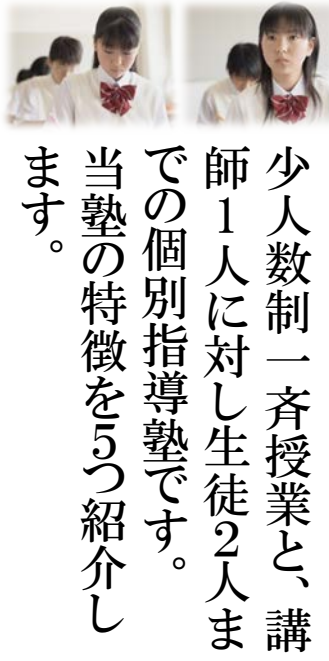 少人数制一斉授業と、講
師1人に対し生徒2人ま
での個別指導塾です。
当塾の特徴を5つ紹介し
ます。